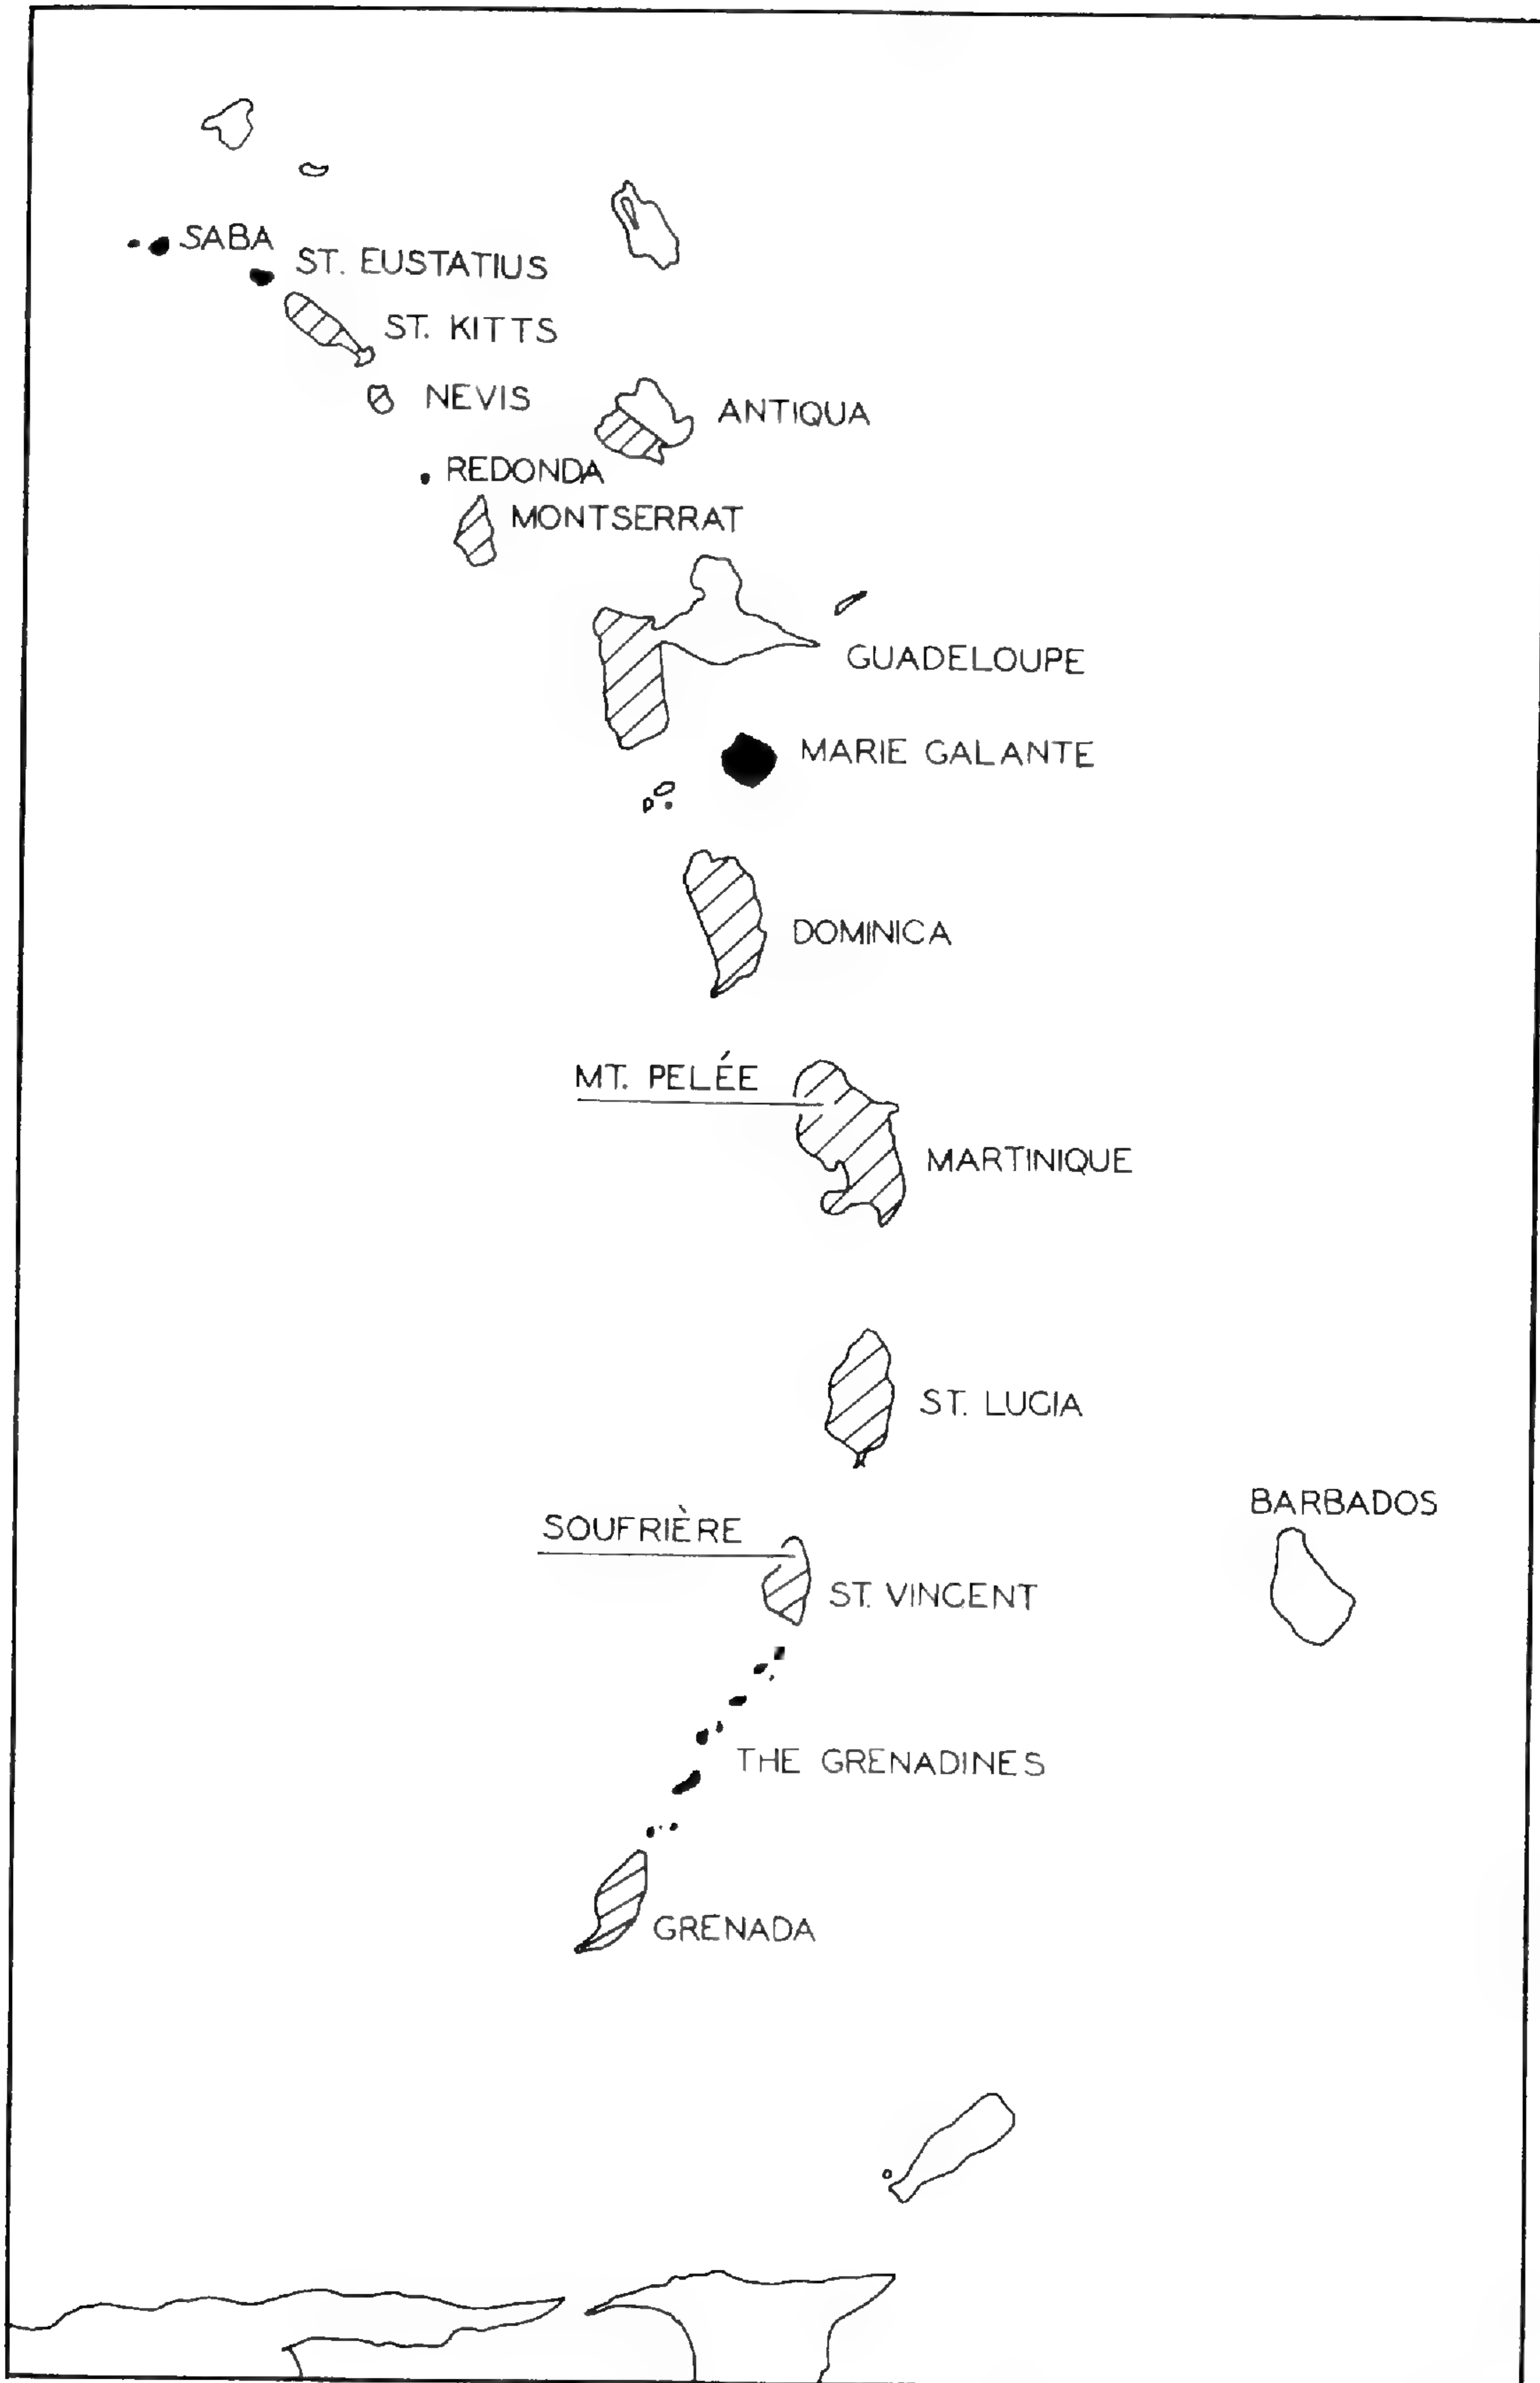 SABA
ST. EUSTATIUS
ST. KITTS
NEVIS
ANTIQUA
REDONDA
MONTSERRAT
GUADELOUPE
MARIE GALANTE
DOMINICA
MT. PELÉE
MARTINIQUE
ST. LUCIA
BARBADOS
SOUFRIÈRE
ST. VINCENT
THE GRENADINES
GRENADA